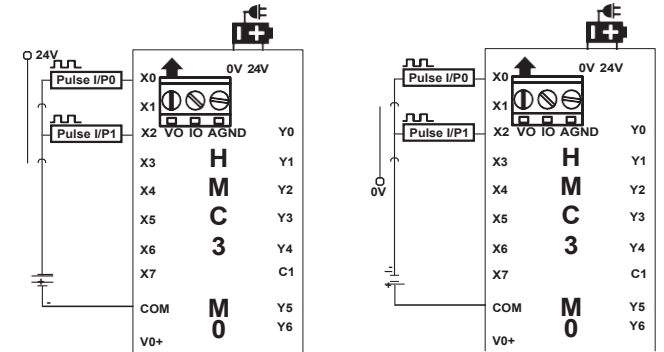 24V
0V 24V
Pulse I/P0 X0
X1
Pulse I/P1 X2 VO IO AGND Y0
X3 H Y1
X4 M Y2
X5 C Y3
X6 3 Y4
X7 C1
+
-
COM M Y5
0 Y6
V0+
0V 24V
Pulse I/P0 X0
X1
Pulse I/P1 X2 VO IO AGND Y0
X3 H Y1
0V X4 M Y2
X5 C Y3
X6 3 Y4
X7 C1
-
+
COM M Y5
0 Y6
V0+